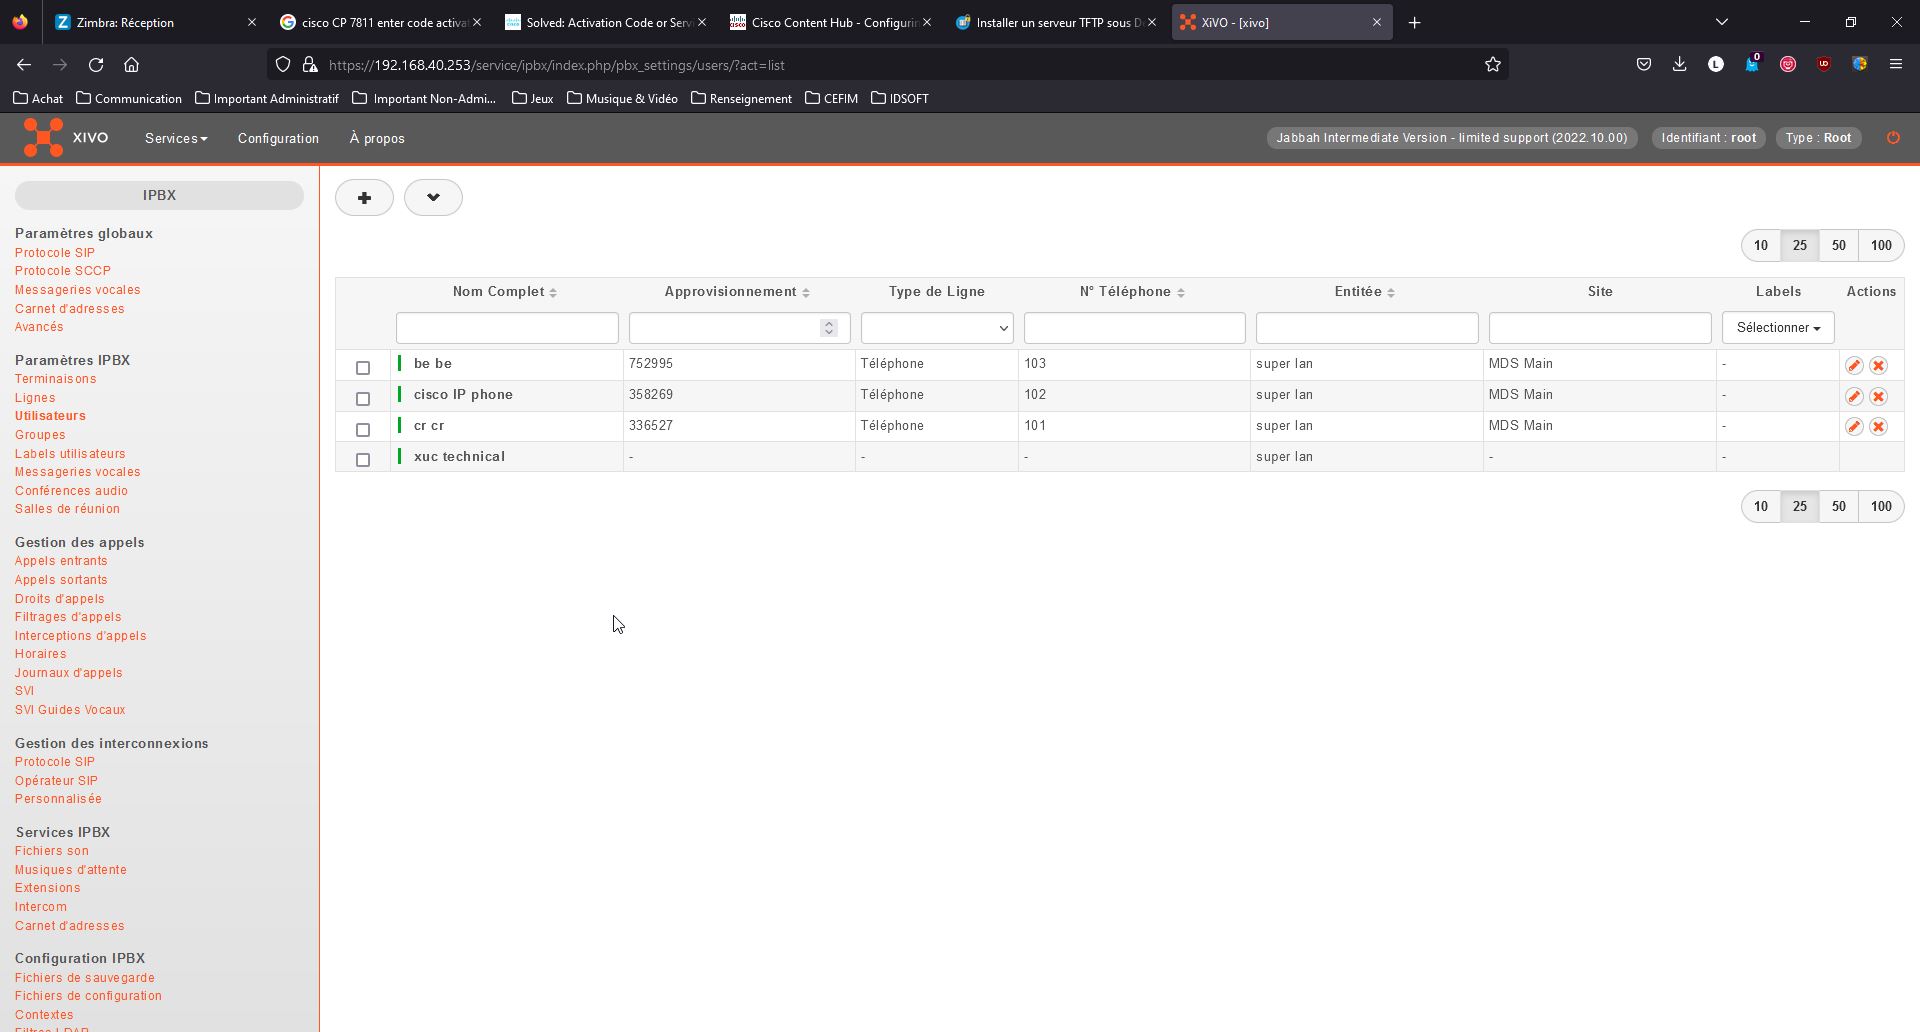 Zimbra: Réception
cisco CP 7811 enter code activa
Solved: Activation Code or Servi
Cisco Content Hub - Configurin
Installer un serveur TFTP sous De
XiVO - [xivo]
https://192.168.40.253/service/ipbx/index.php/pbx_settings/users/?act=list
L
0
Achat
Communication
Important Administratif
Important Non-Admi...
Jeux
Musique & Vidéo
Renseignement
CEFIM
IDSOFT
XIVO
Services
Configuration
À propos
Jabbah Intermediate Version - limited support (2022.10.00)
Identifiant : root
Type : Root
IPBX
Paramètres globaux
Protocole SIP
Protocole SCCP
Messageries vocales
Carnet d'adresses
Avancés
Paramètres IPBX
Terminaisons
Lignes
Utilisateurs
Groupes
Labels utilisateurs
Messageries vocales
Conférences audio
Salles de réunion
Gestion des appels
Appels entrants
Appels sortants
Droits d'appels
Filtrages d'appels
Interceptions d'appels
Horaires
Journaux d'appels
SVI
SVI Guides Vocaux
Gestion des interconnexions
Protocole SIP
Opérateur SIP
Personnalisée
Services IPBX
Fichiers son
Musiques d'attente
Extensions
Intercom
Carnet d'adresses
Configuration IPBX
Fichiers de sauvegarde
Fichiers de configuration
Contextes
Filtres LDAP
10 25 50 100
Nom Complet Approvisionnement Type de Ligne N° Téléphone Entitée Site Labels Actions
Sélectionner
be be 752995 Téléphone 103 super lan MDS Main -
cisco IP phone 358269 Téléphone 102 super lan MDS Main -
cr cr 336527 Téléphone 101 super lan MDS Main -
xuc technical - - - super lan - -
10 25 50 100